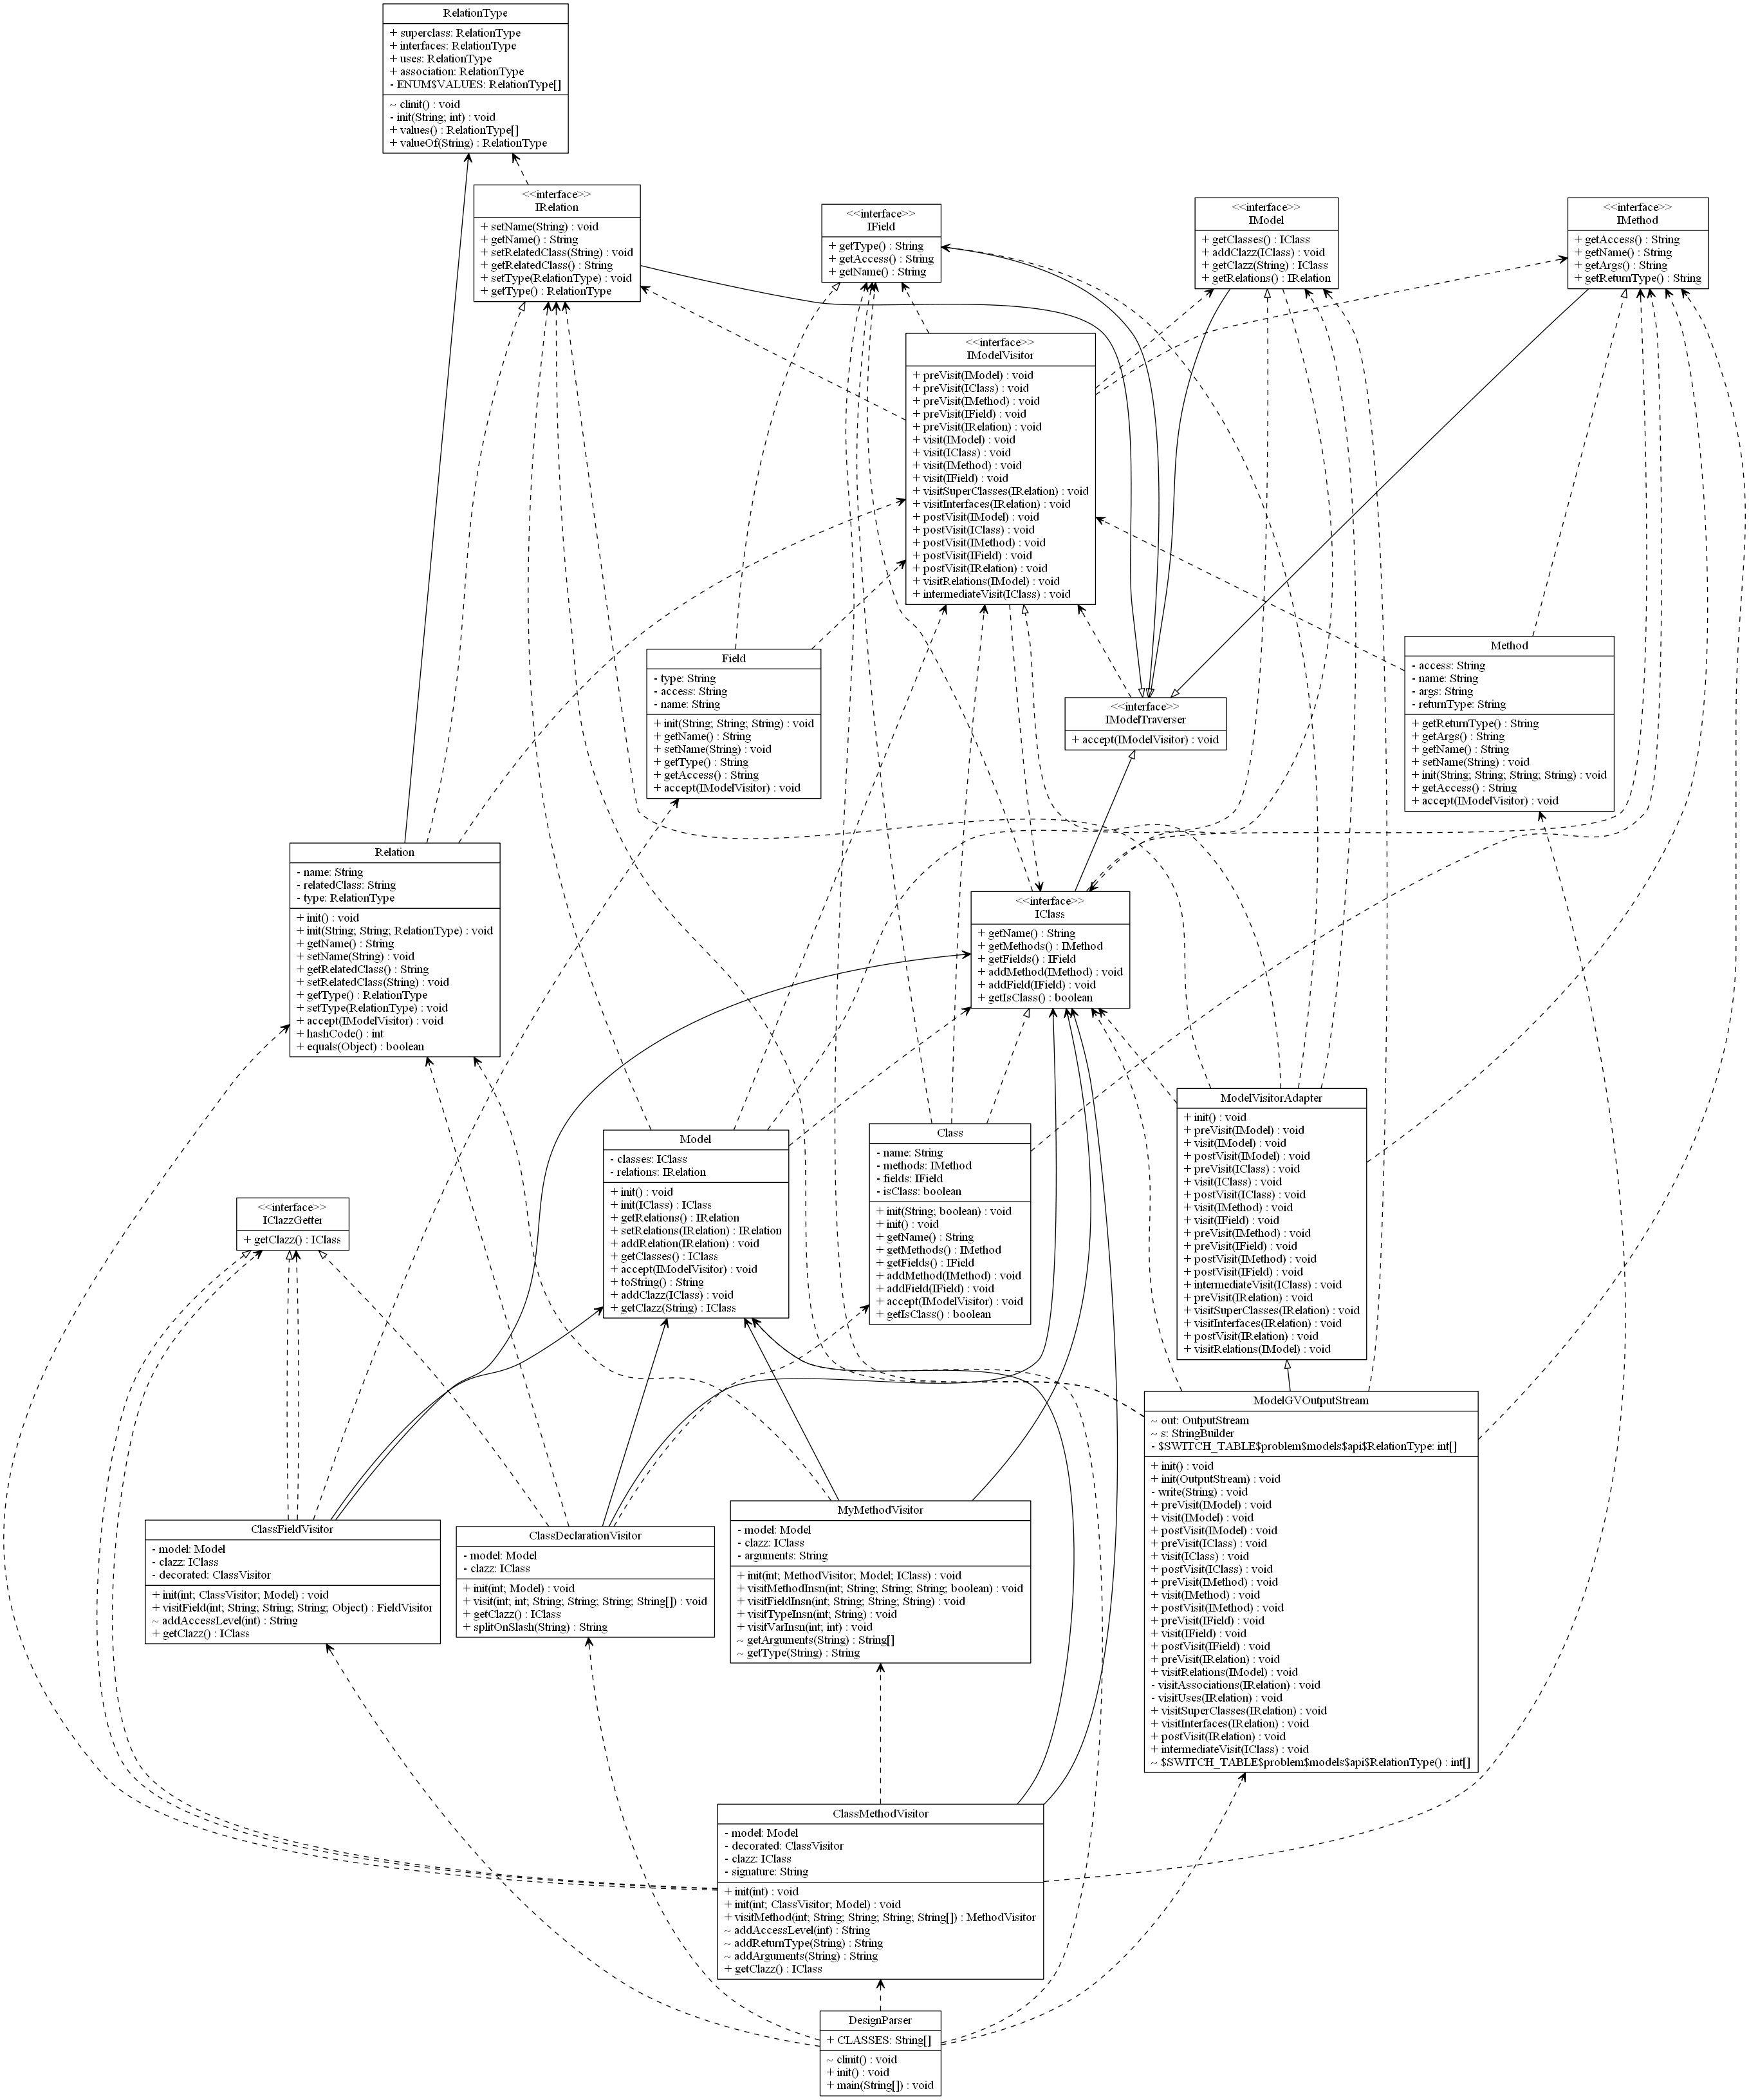 RelationType
+ superclass: RelationType
+ interfaces: RelationType
+ uses: RelationType
+ association: RelationType
- ENUM$VALUES: RelationType[]
~ clinit() : void
- init(String; int) : void
+ values() : RelationType[]
+ valueOf(String) : RelationType
<<interface>>
IRelation
+ setName(String) : void
+ getName() : String
+ setRelatedClass(String) : void
+ getRelatedClass() : String
+ setType(RelationType) : void
+ getType() : RelationType
<<interface>>
IField
+ getType() : String
+ getAccess() : String
+ getName() : String
<<interface>>
IModel
+ getClasses() : IClass
+ addClazz(IClass) : void
+ getClazz(String) : IClass
+ getRelations() : IRelation
<<interface>>
IMethod
+ getAccess() : String
+ getName() : String
+ getArgs() : String
+ getReturnType() : String
<<interface>>
IModelVisitor
+ preVisit(IModel) : void
+ preVisit(IClass) : void
+ preVisit(IMethod) : void
+ preVisit(IField) : void
+ preVisit(IRelation) : void
+ visit(IModel) : void
+ visit(IClass) : void
+ visit(IMethod) : void
+ visit(IField) : void
+ visitSuperClasses(IRelation) : void
+ visitInterfaces(IRelation) : void
+ postVisit(IModel) : void
+ postVisit(IClass) : void
+ postVisit(IMethod) : void
+ postVisit(IField) : void
+ postVisit(IRelation) : void
+ visitRelations(IModel) : void
+ intermediateVisit(IClass) : void
Field
- type: String
- access: String
- name: String
+ init(String; String; String) : void
+ getName() : String
+ setName(String) : void
+ getType() : String
+ getAccess() : String
+ accept(IModelVisitor) : void
<<interface>>
IModelTraverser
+ accept(IModelVisitor) : void
Method
- access: String
- name: String
- args: String
- returnType: String
+ getReturnType() : String
+ getArgs() : String
+ getName() : String
+ setName(String) : void
+ init(String; String; String; String) : void
+ getAccess() : String
+ accept(IModelVisitor) : void
Relation
- name: String
- relatedClass: String
- type: RelationType
+ init() : void
+ init(String; String; RelationType) : void
+ getName() : String
+ setName(String) : void
+ getRelatedClass() : String
+ setRelatedClass(String) : void
+ getType() : RelationType
+ setType(RelationType) : void
+ accept(IModelVisitor) : void
+ hashCode() : int
+ equals(Object) : boolean
<<interface>>
IClass
+ getName() : String
+ getMethods() : IMethod
+ getFields() : IField
+ addMethod(IMethod) : void
+ addField(IField) : void
+ getIsClass() : boolean
ModelVisitorAdapter
+ init() : void
+ preVisit(IModel) : void
+ visit(IModel) : void
+ postVisit(IModel) : void
+ preVisit(IClass) : void
+ visit(IClass) : void
+ postVisit(IClass) : void
+ visit(IMethod) : void
+ visit(IField) : void
+ preVisit(IMethod) : void
+ preVisit(IField) : void
+ postVisit(IMethod) : void
+ postVisit(IField) : void
+ intermediateVisit(IClass) : void
+ preVisit(IRelation) : void
+ visitSuperClasses(IRelation) : void
+ visitInterfaces(IRelation) : void
+ postVisit(IRelation) : void
+ visitRelations(IModel) : void
Model
- classes: IClass
- relations: IRelation
+ init() : void
+ init(IClass) : IClass
+ getRelations() : IRelation
+ setRelations(IRelation) : IRelation
+ addRelation(IRelation) : void
+ getClasses() : IClass
+ accept(IModelVisitor) : void
+ toString() : String
+ addClazz(IClass) : void
+ getClazz(String) : IClass
Class
- name: String
- methods: IMethod
- fields: IField
- isClass: boolean
+ init(String; boolean) : void
+ init() : void
+ getName() : String
+ getMethods() : IMethod
+ getFields() : IField
+ addMethod(IMethod) : void
+ addField(IField) : void
+ accept(IModelVisitor) : void
+ getIsClass() : boolean
<<interface>>
IClazzGetter
+ getClazz() : IClass
ModelGVOutputStream
~ out: OutputStream
~ s: StringBuilder
- $SWITCH_TABLE$problem$models$api$RelationType: int[]
+ init() : void
+ init(OutputStream) : void
- write(String) : void
+ preVisit(IModel) : void
+ visit(IModel) : void
+ postVisit(IModel) : void
+ preVisit(IClass) : void
+ visit(IClass) : void
+ postVisit(IClass) : void
+ preVisit(IMethod) : void
+ visit(IMethod) : void
+ postVisit(IMethod) : void
+ preVisit(IField) : void
+ visit(IField) : void
+ postVisit(IField) : void
+ preVisit(IRelation) : void
+ visitRelations(IModel) : void
- visitAssociations(IRelation) : void
- visitUses(IRelation) : void
+ visitSuperClasses(IRelation) : void
+ visitInterfaces(IRelation) : void
+ postVisit(IRelation) : void
+ intermediateVisit(IClass) : void
~ $SWITCH_TABLE$problem$models$api$RelationType() : int[]
ClassFieldVisitor
- model: Model
- clazz: IClass
- decorated: ClassVisitor
+ init(int; ClassVisitor; Model) : void
+ visitField(int; String; String; String; Object) : FieldVisitor
~ addAccessLevel(int) : String
+ getClazz() : IClass
ClassDeclarationVisitor
- model: Model
- clazz: IClass
+ init(int; Model) : void
+ visit(int; int; String; String; String; String[]) : void
+ getClazz() : IClass
+ splitOnSlash(String) : String
MyMethodVisitor
- model: Model
- clazz: IClass
- arguments: String
+ init(int; MethodVisitor; Model; IClass) : void
+ visitMethodInsn(int; String; String; String; boolean) : void
+ visitFieldInsn(int; String; String; String) : void
+ visitTypeInsn(int; String) : void
+ visitVarInsn(int; int) : void
~ getArguments(String) : String[]
~ getType(String) : String
ClassMethodVisitor
- model: Model
- decorated: ClassVisitor
- clazz: IClass
- signature: String
+ init(int) : void
+ init(int; ClassVisitor; Model) : void
+ visitMethod(int; String; String; String; String[]) : MethodVisitor
~ addAccessLevel(int) : String
~ addReturnType(String) : String
~ addArguments(String) : String
+ getClazz() : IClass
DesignParser
+ CLASSES: String[]
~ clinit() : void
+ init() : void
+ main(String[]) : void